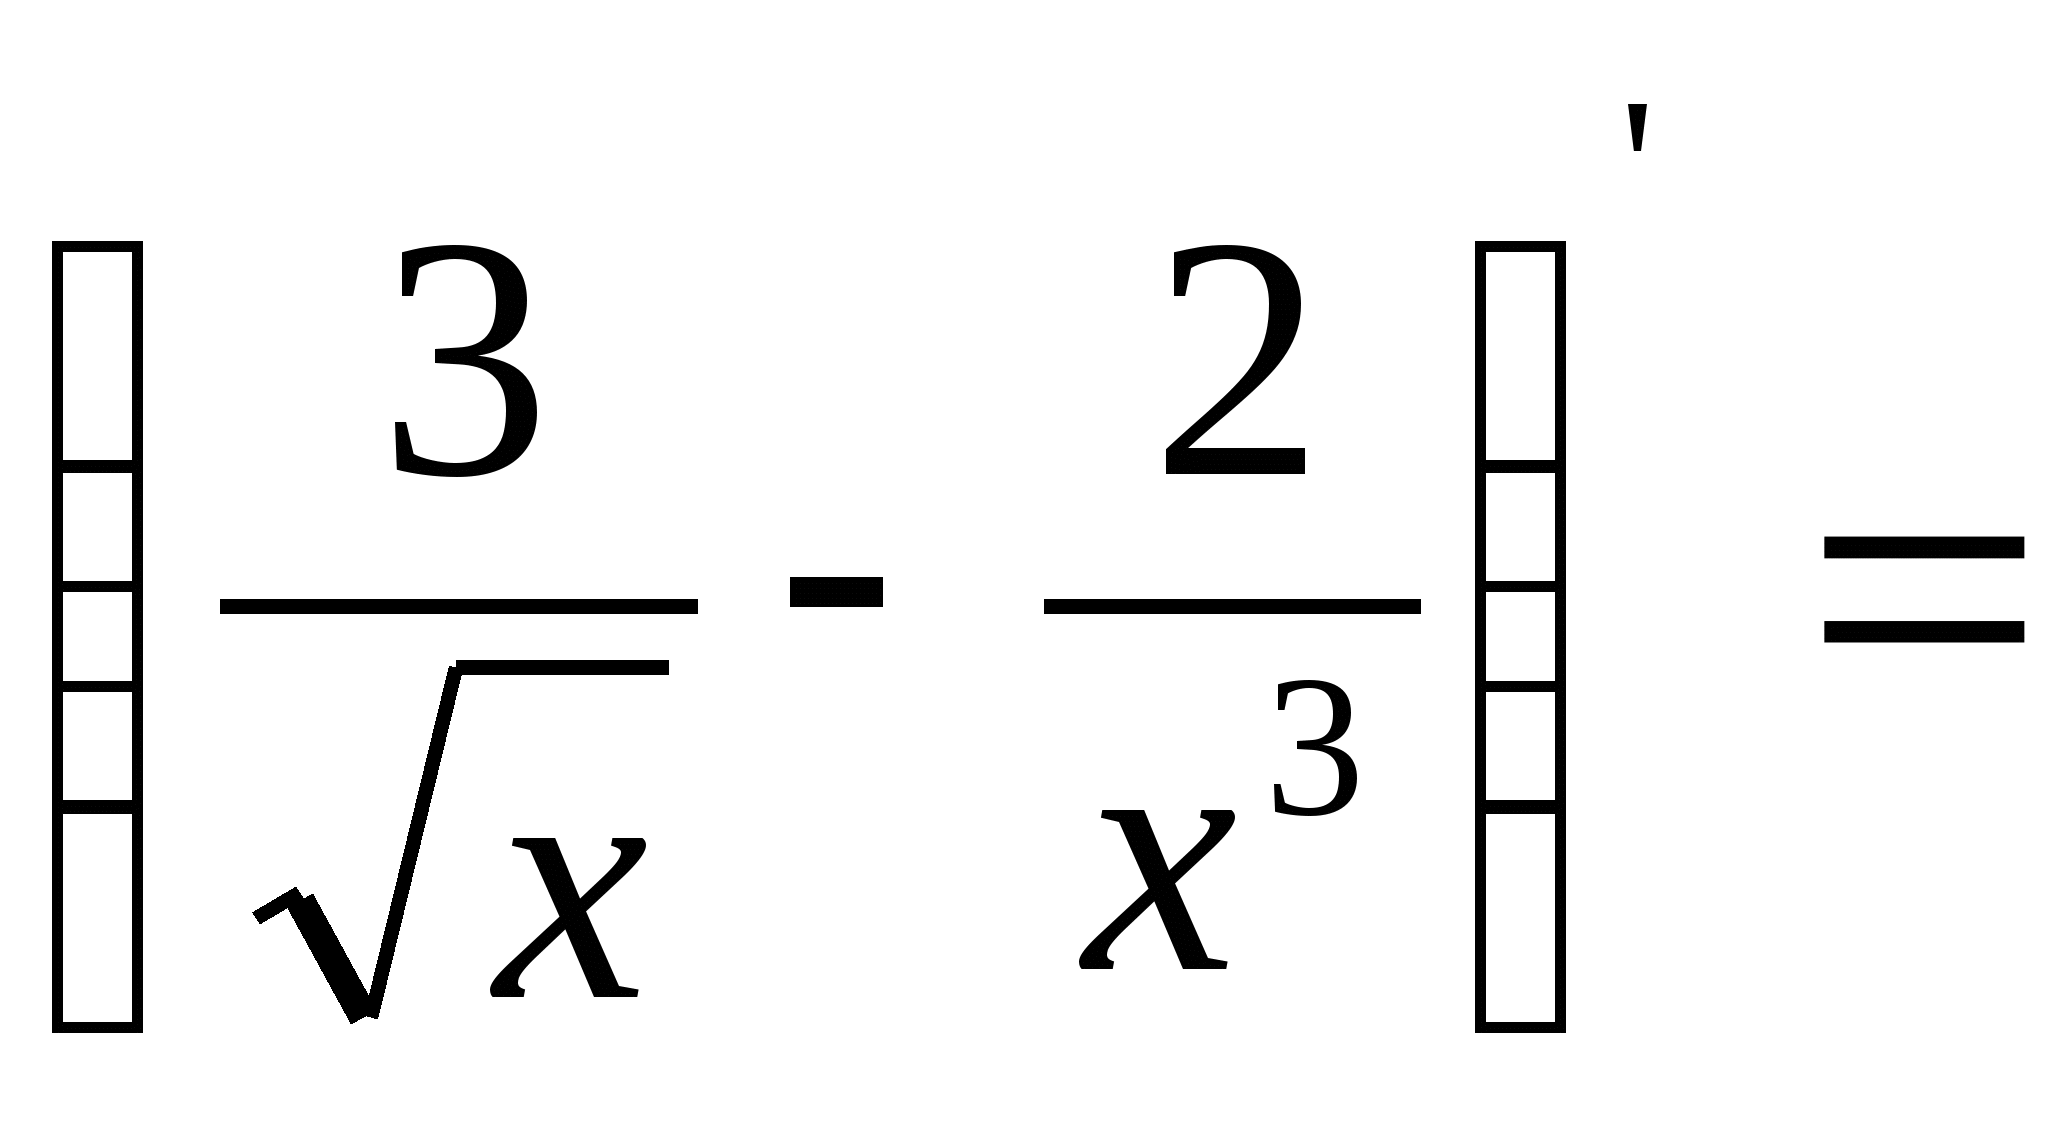 (3/√x - 2/x³)' =